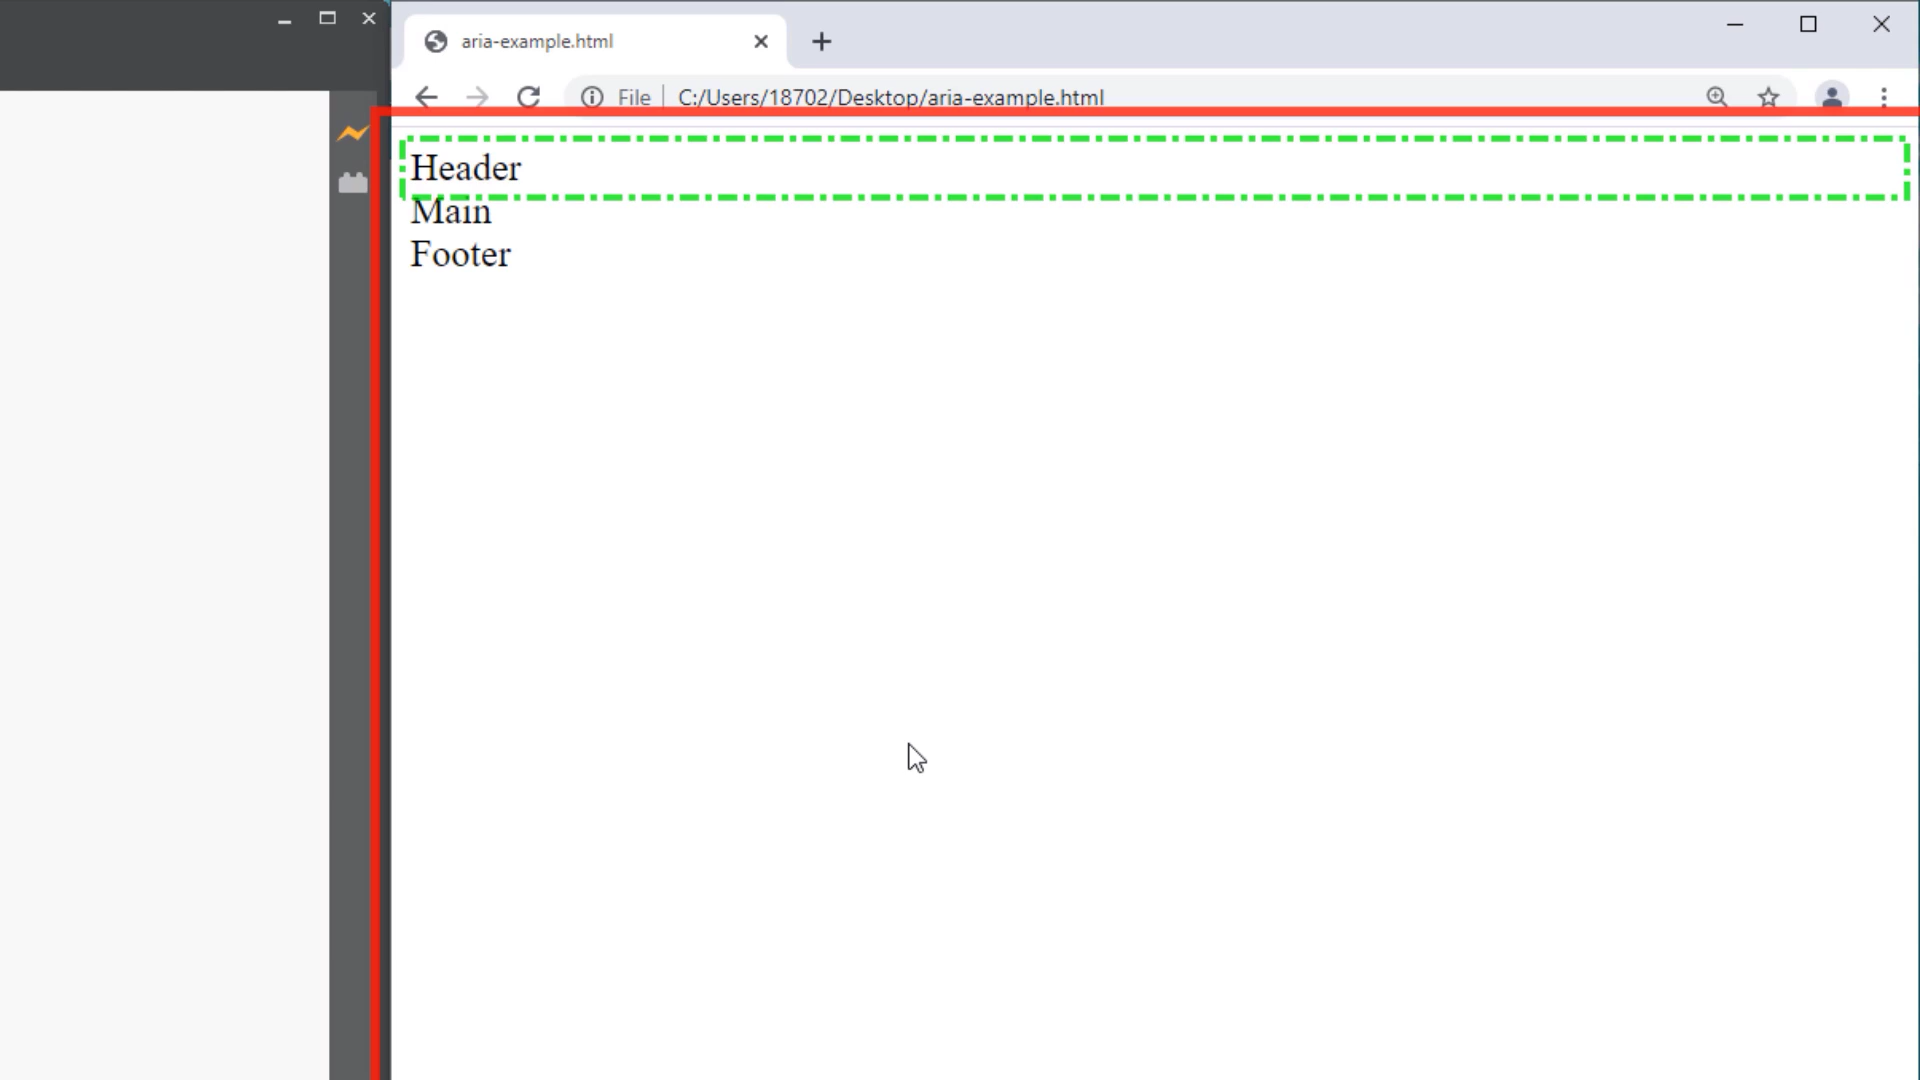 aria-example.html
File C:/Users/18702/Desktop/aria-example.html
Header
Main
Footer